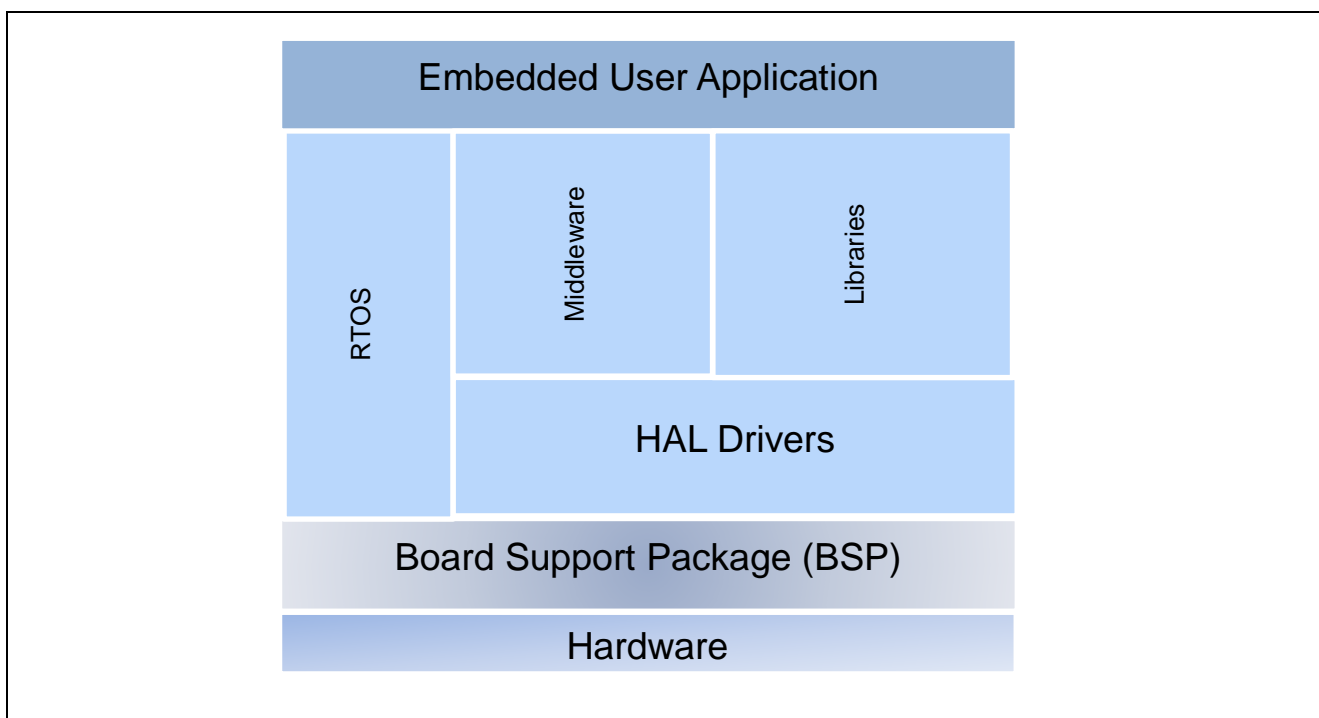 Embedded User Application
RTOS
Middleware
Libraries
HAL Drivers
Board Support Package (BSP)
Hardware